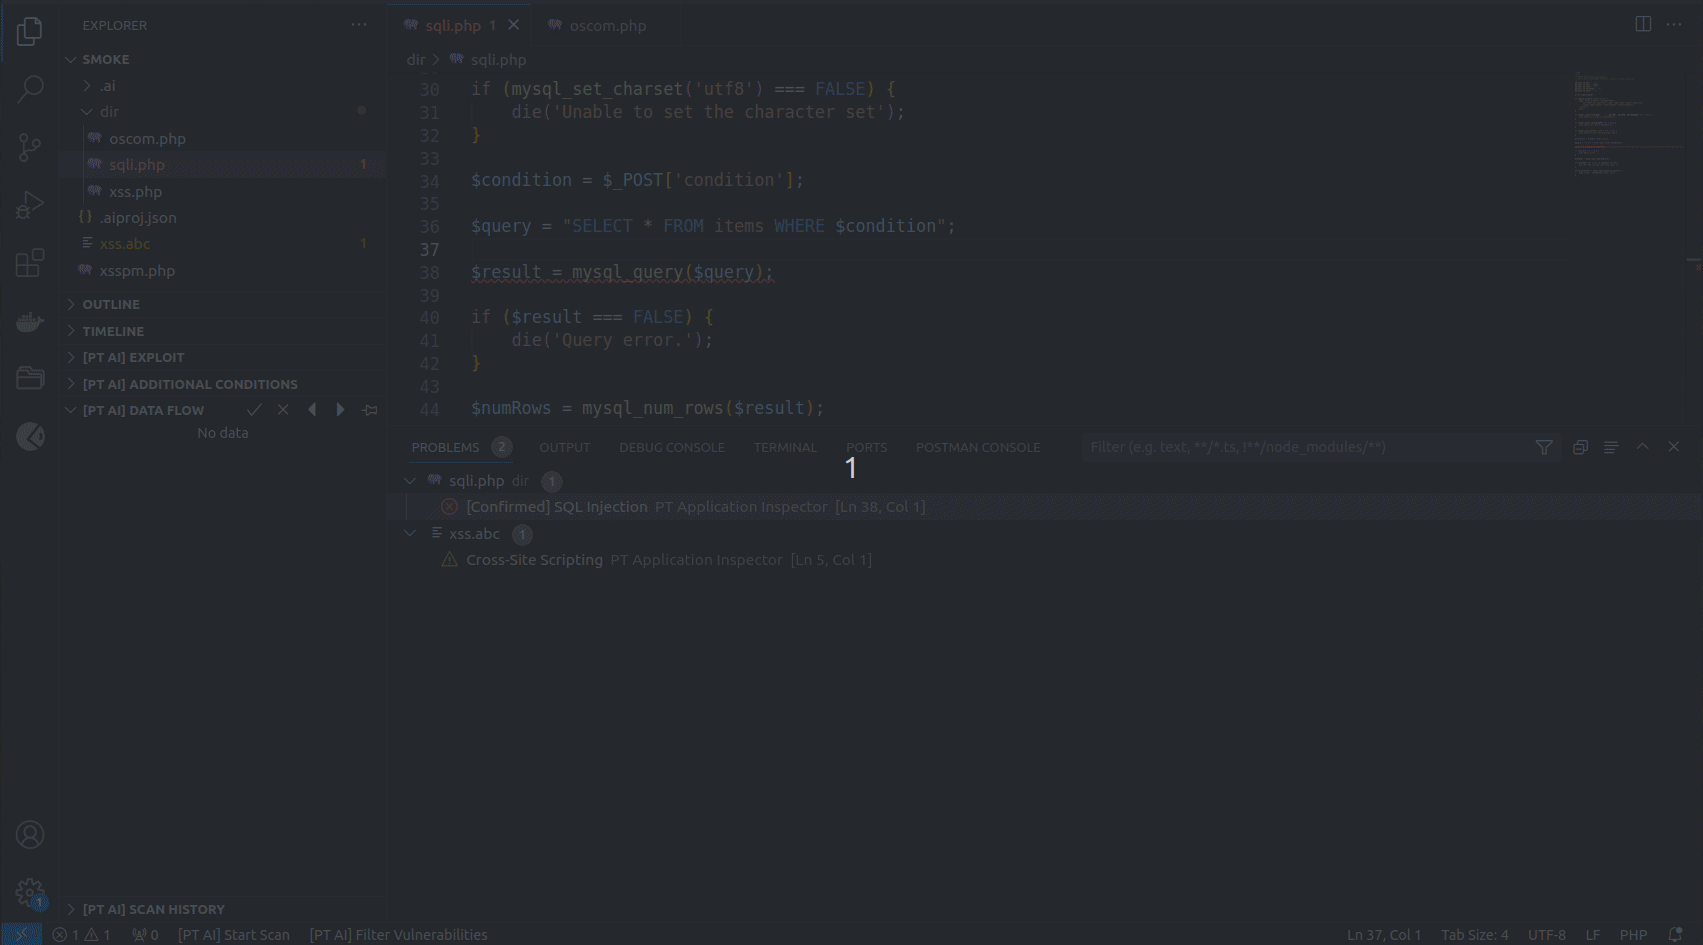 EXPLORER
SMOKE
.ai
dir
oscom.php
sqli.php 1
xss.php
{} .aiproj.json
xss.abc 1
xsspm.php
OUTLINE
TIMELINE
[PT AI] EXPLOIT
[PT AI] ADDITIONAL CONDITIONS
[PT AI] DATA FLOW
No data
[PT AI] SCAN HISTORY
sqli.php 1
oscom.php
dir > sqli.php
30 if (mysql_set_charset('utf8') === FALSE) {
31 die('Unable to set the character set');
32 }
33
34 $condition = $_POST['condition'];
35
36 $query = "SELECT * FROM items WHERE $condition";
37
38 $result = mysql_query($query);
39
40 if ($result === FALSE) {
41 die('Query error.');
42 }
43
44 $numRows = mysql_num_rows($result);
PROBLEMS 2 OUTPUT DEBUG CONSOLE TERMINAL PORTS POSTMAN CONSOLE Filter (e.g. text, **/*.ts, !**/node_modules/**)
1
sqli.php dir 1
[Confirmed] SQL Injection PT Application Inspector [Ln 38, Col 1]
xss.abc 1
Cross-Site Scripting PT Application Inspector [Ln 5, Col 1]
1
1 1 0 [PT AI] Start Scan [PT AI] Filter Vulnerabilities Ln 37, Col 1 Tab Size: 4 UTF-8 LF PHP